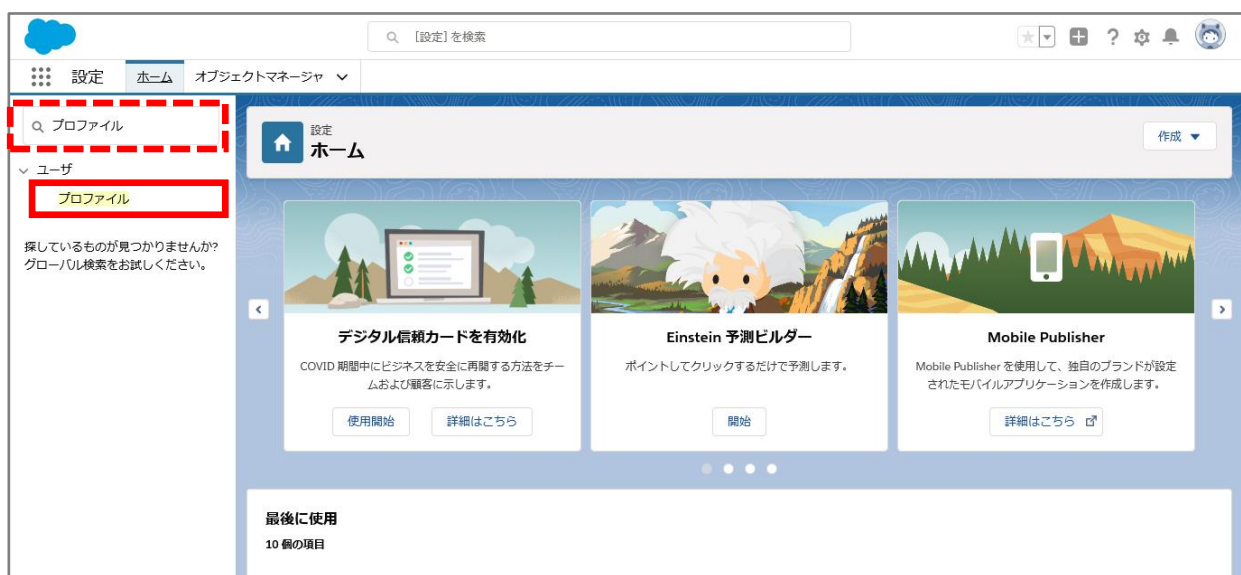 [設定] を検索
設定
ホーム
オブジェクトマネージャ
プロファイル
ユーザ
プロファイル
探しているものが見つかりませんか?
グローバル検索をお試しください。
設定
ホーム
作成
デジタル信頼カードを有効化
COVID 期間中にビジネスを安全に再開する方法をチー
ムおよび顧客に示します。
使用開始
詳細はこちら
Einstein 予測ビルダー
ポイントしてクリックするだけで予測します。
開始
Mobile Publisher
Mobile Publisher を使用して、独自のブランドが設定
されたモバイルアプリケーションを作成します。
詳細はこちら
最後に使用
10 個の項目